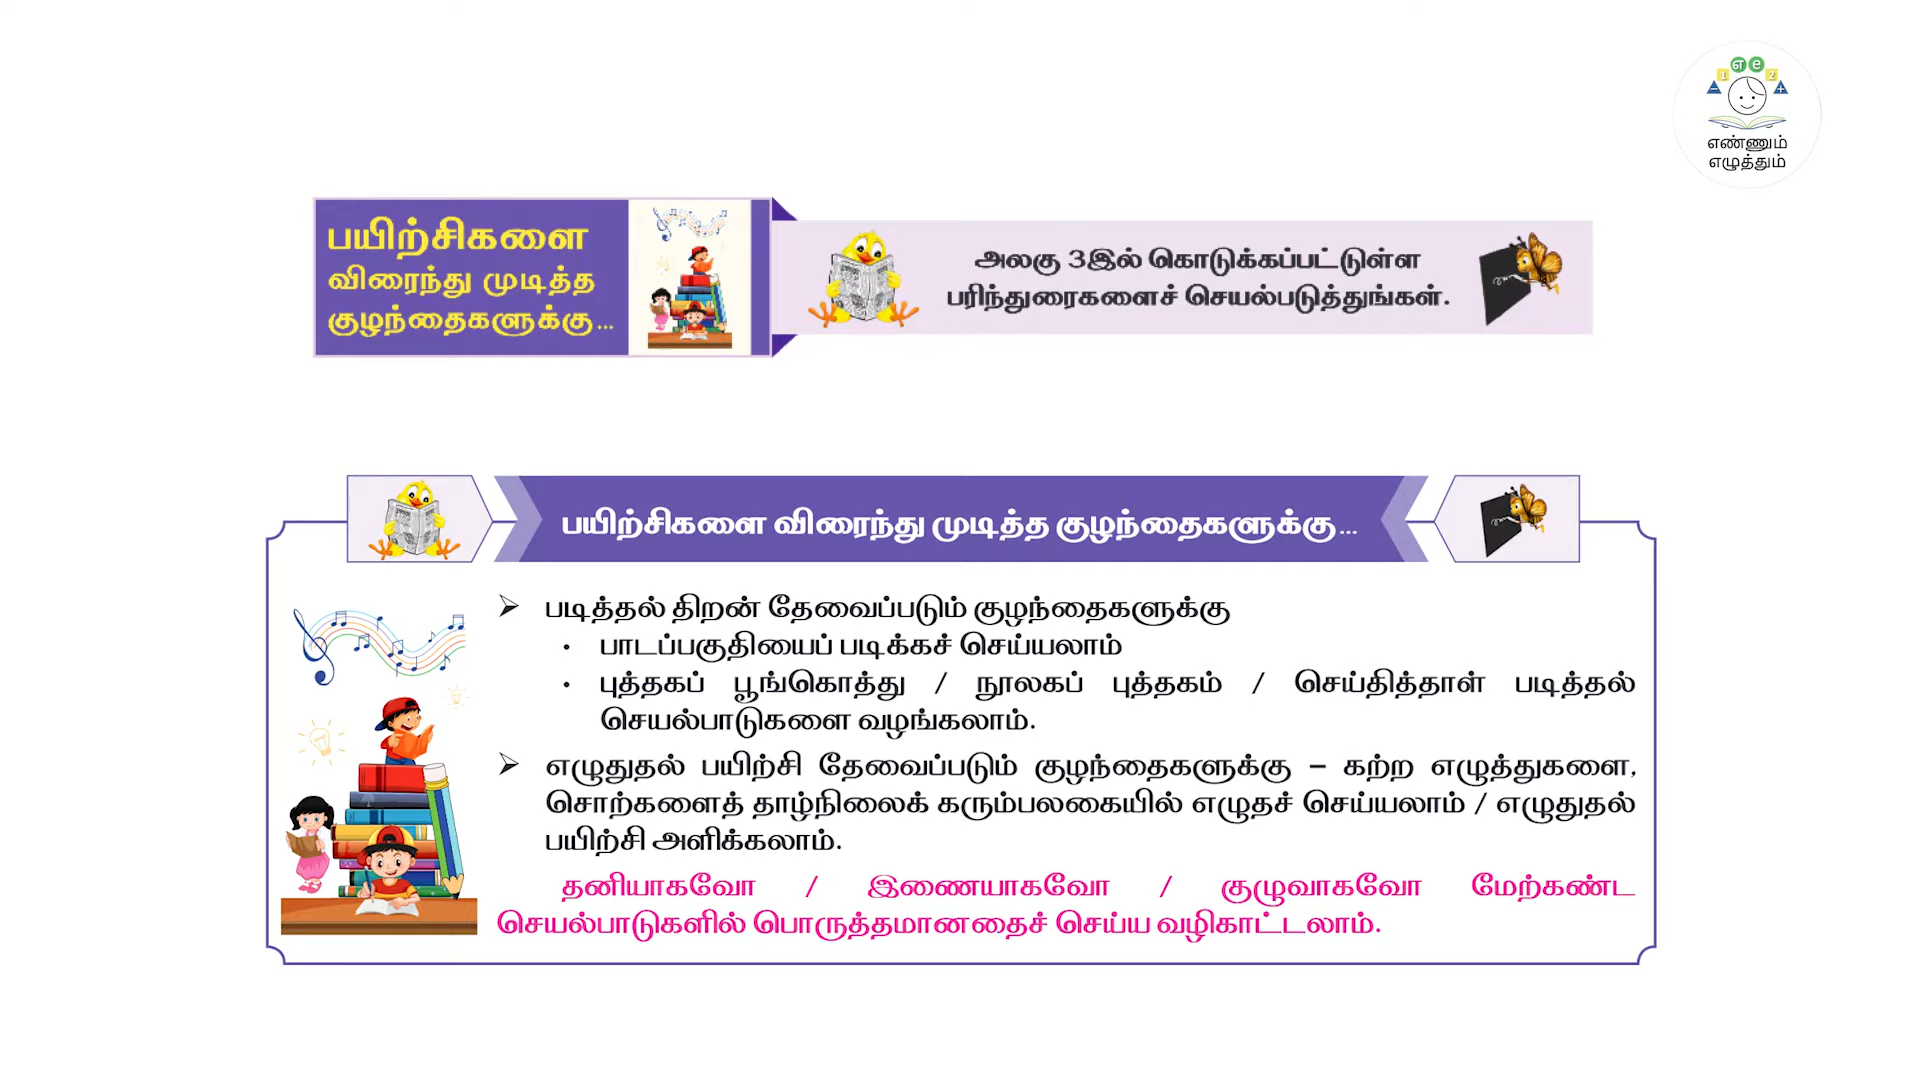 எ e
1 2
− +
எண்ணும்
எழுத்தும்
பயிற்சிகளை
விரைந்து முடித்த
குழந்தைகளுக்கு...
அலகு 3இல் கொடுக்கப்பட்டுள்ள
பரிந்துரைகளைச் செயல்படுத்துங்கள்.
பயிற்சிகளை விரைந்து முடித்த குழந்தைகளுக்கு...
➢ படித்தல் திறன் தேவைப்படும் குழந்தைகளுக்கு
• பாடப்பகுதியைப் படிக்கச் செய்யலாம்
• புத்தகப் பூங்கொத்து / நூலகப் புத்தகம் / செய்தித்தாள் படித்தல்
செயல்பாடுகளை வழங்கலாம்.
➢ எழுதுதல் பயிற்சி தேவைப்படும் குழந்தைகளுக்கு – கற்ற எழுத்துகளை,
சொற்களைத் தாழ்நிலைக் கரும்பலகையில் எழுதச் செய்யலாம் / எழுதுதல்
பயிற்சி அளிக்கலாம்.
தனியாகவோ / இணையாகவோ / குழுவாகவோ மேற்கண்ட
செயல்பாடுகளில் பொருத்தமானதைச் செய்ய வழிகாட்டலாம்.